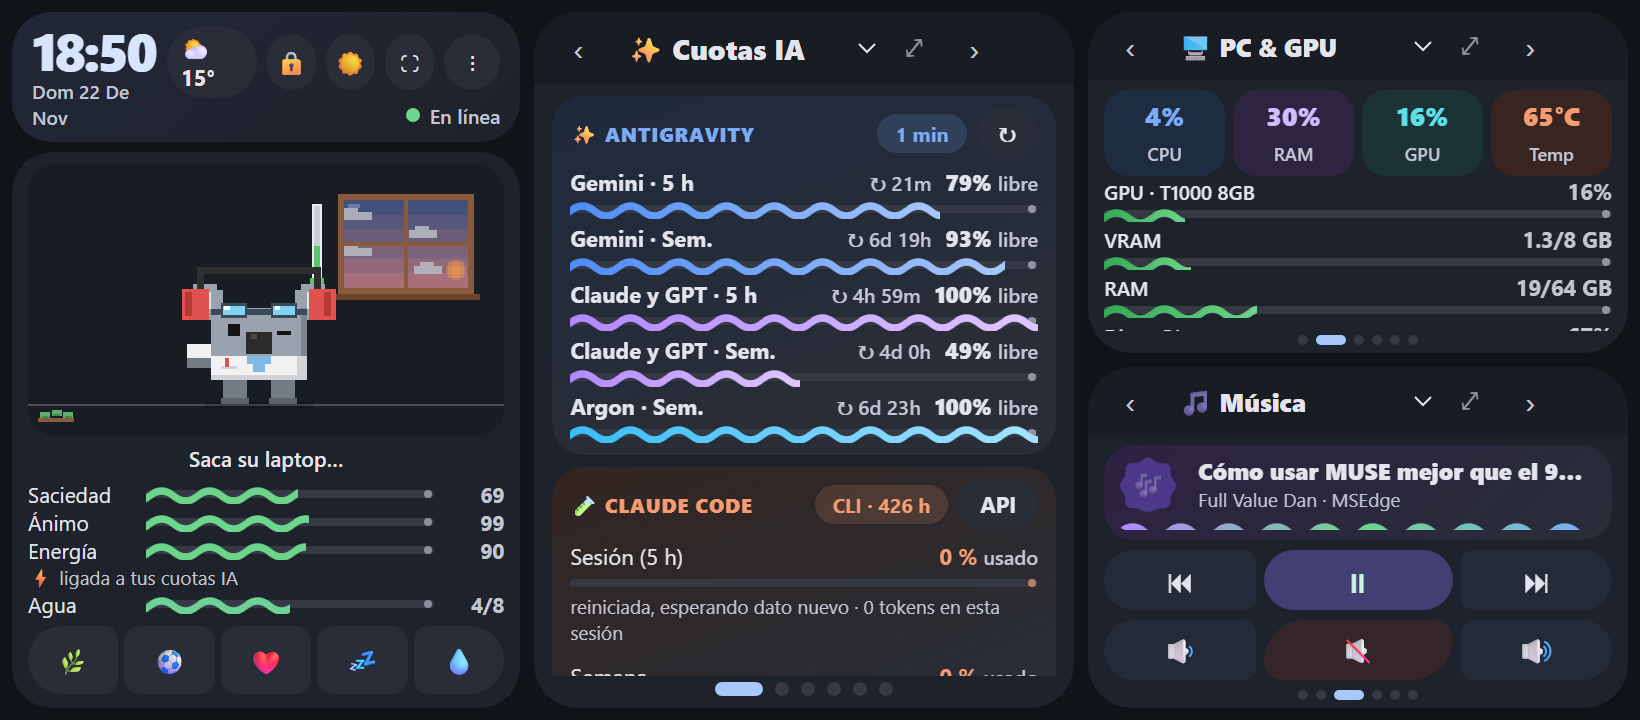 18:50
15°
Dom 22 De
Nov
En línea
Saca su laptop...
Saciedad 69
Ánimo 99
Energía 90
ligada a tus cuotas IA
Agua 4/8
Cuotas IA
ANTIGRAVITY 1 min
Gemini · 5 h 21m 79% libre
Gemini · Sem. 6d 19h 93% libre
Claude y GPT · 5 h 4h 59m 100% libre
Claude y GPT · Sem. 4d 0h 49% libre
Argon · Sem. 6d 23h 100% libre
CLAUDE CODE CLI · 426 h API
Sesión (5 h) 0 % usado
reiniciada, esperando dato nuevo · 0 tokens en esta
sesión
PC & GPU
4% 30% 16% 65°C
CPU RAM GPU Temp
GPU · T1000 8GB 16%
VRAM 1.3/8 GB
RAM 19/64 GB
Música
Cómo usar MUSE mejor que el 9...
Full Value Dan · MSEdge